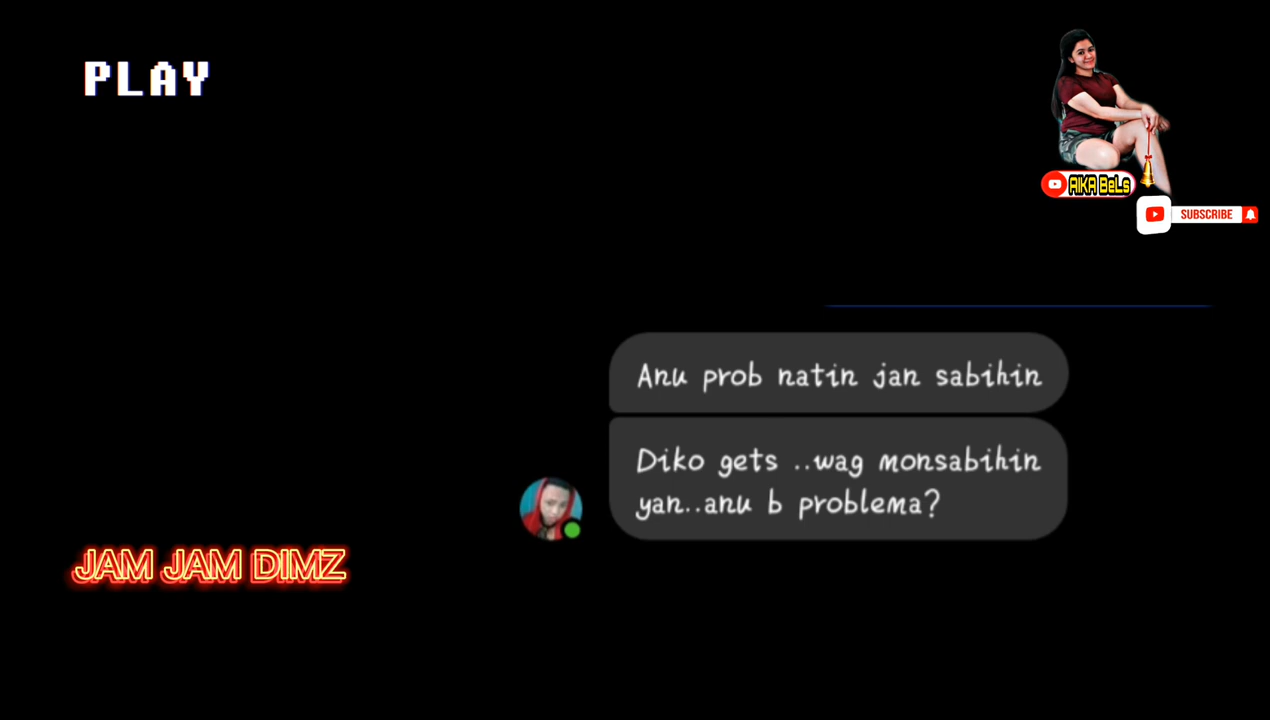 PLAY
AIKA BeLs
SUBSCRIBE
Anu prob natin jan sabihin
Diko gets ..wag monsabihin
yan..anu b problema?
JAM JAM DIMZ